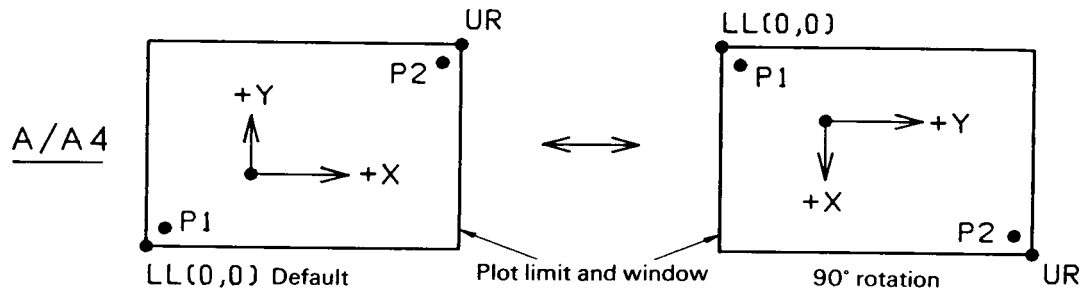 UR
LL(0,0)
P2
P1
+Y
+Y
A/A4
+X
+X
P1
P2
LL(0,0) Default
Plot limit and window
90° rotation
UR